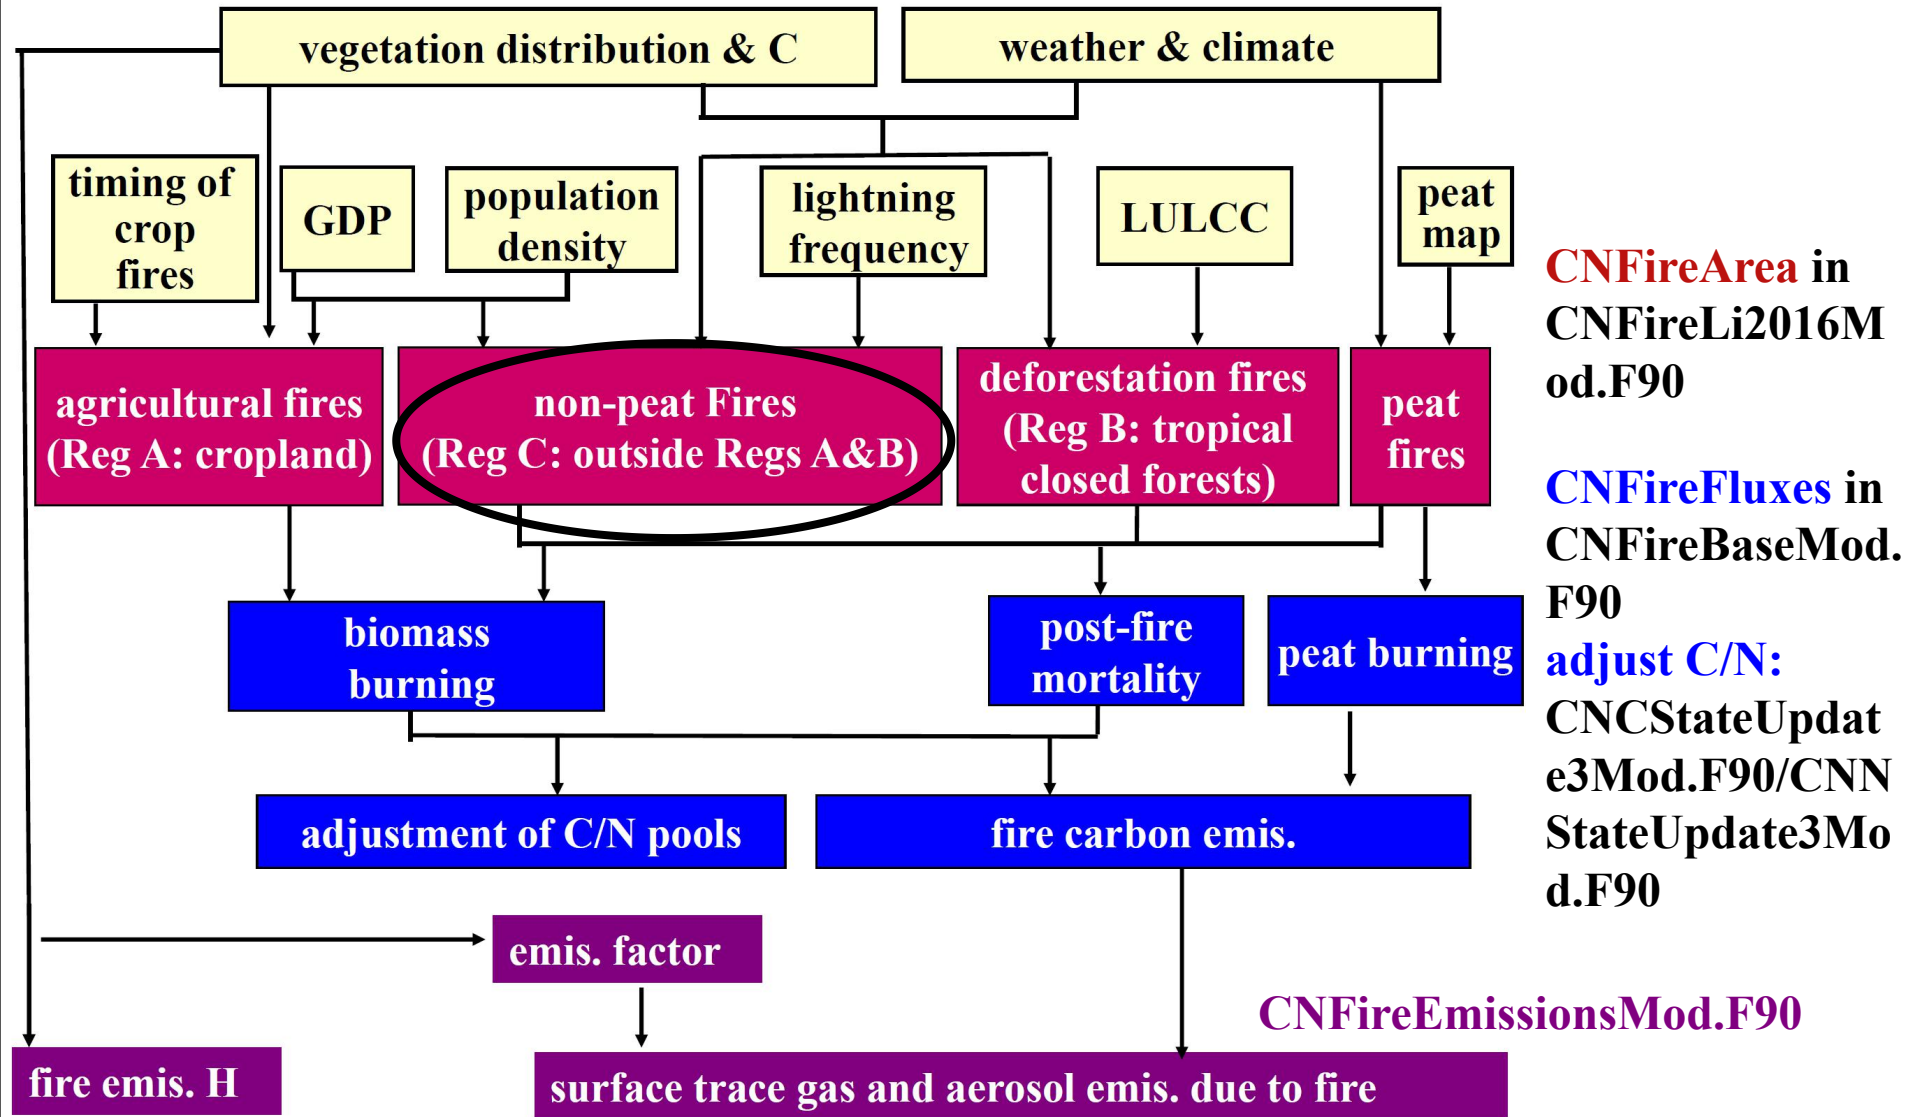 vegetation distribution & C
weather & climate
timing of
crop
fires
GDP
population
density
lightning
frequency
LULCC
peat
map
agricultural fires
(Reg A: cropland)
non-peat Fires
(Reg C: outside Regs A&B)
deforestation fires
(Reg B: tropical
closed forests)
peat
fires
CNFireArea in
CNFireLi2016M
od.F90
CNFireFluxes in
CNFireBaseMod.
F90
adjust C/N:
CNCStateUpdat
e3Mod.F90/CNN
StateUpdate3Mo
d.F90
biomass
burning
post-fire
mortality
peat burning
adjustment of C/N pools
fire carbon emis.
emis. factor
CNFireEmissionsMod.F90
fire emis. H
surface trace gas and aerosol emis. due to fire